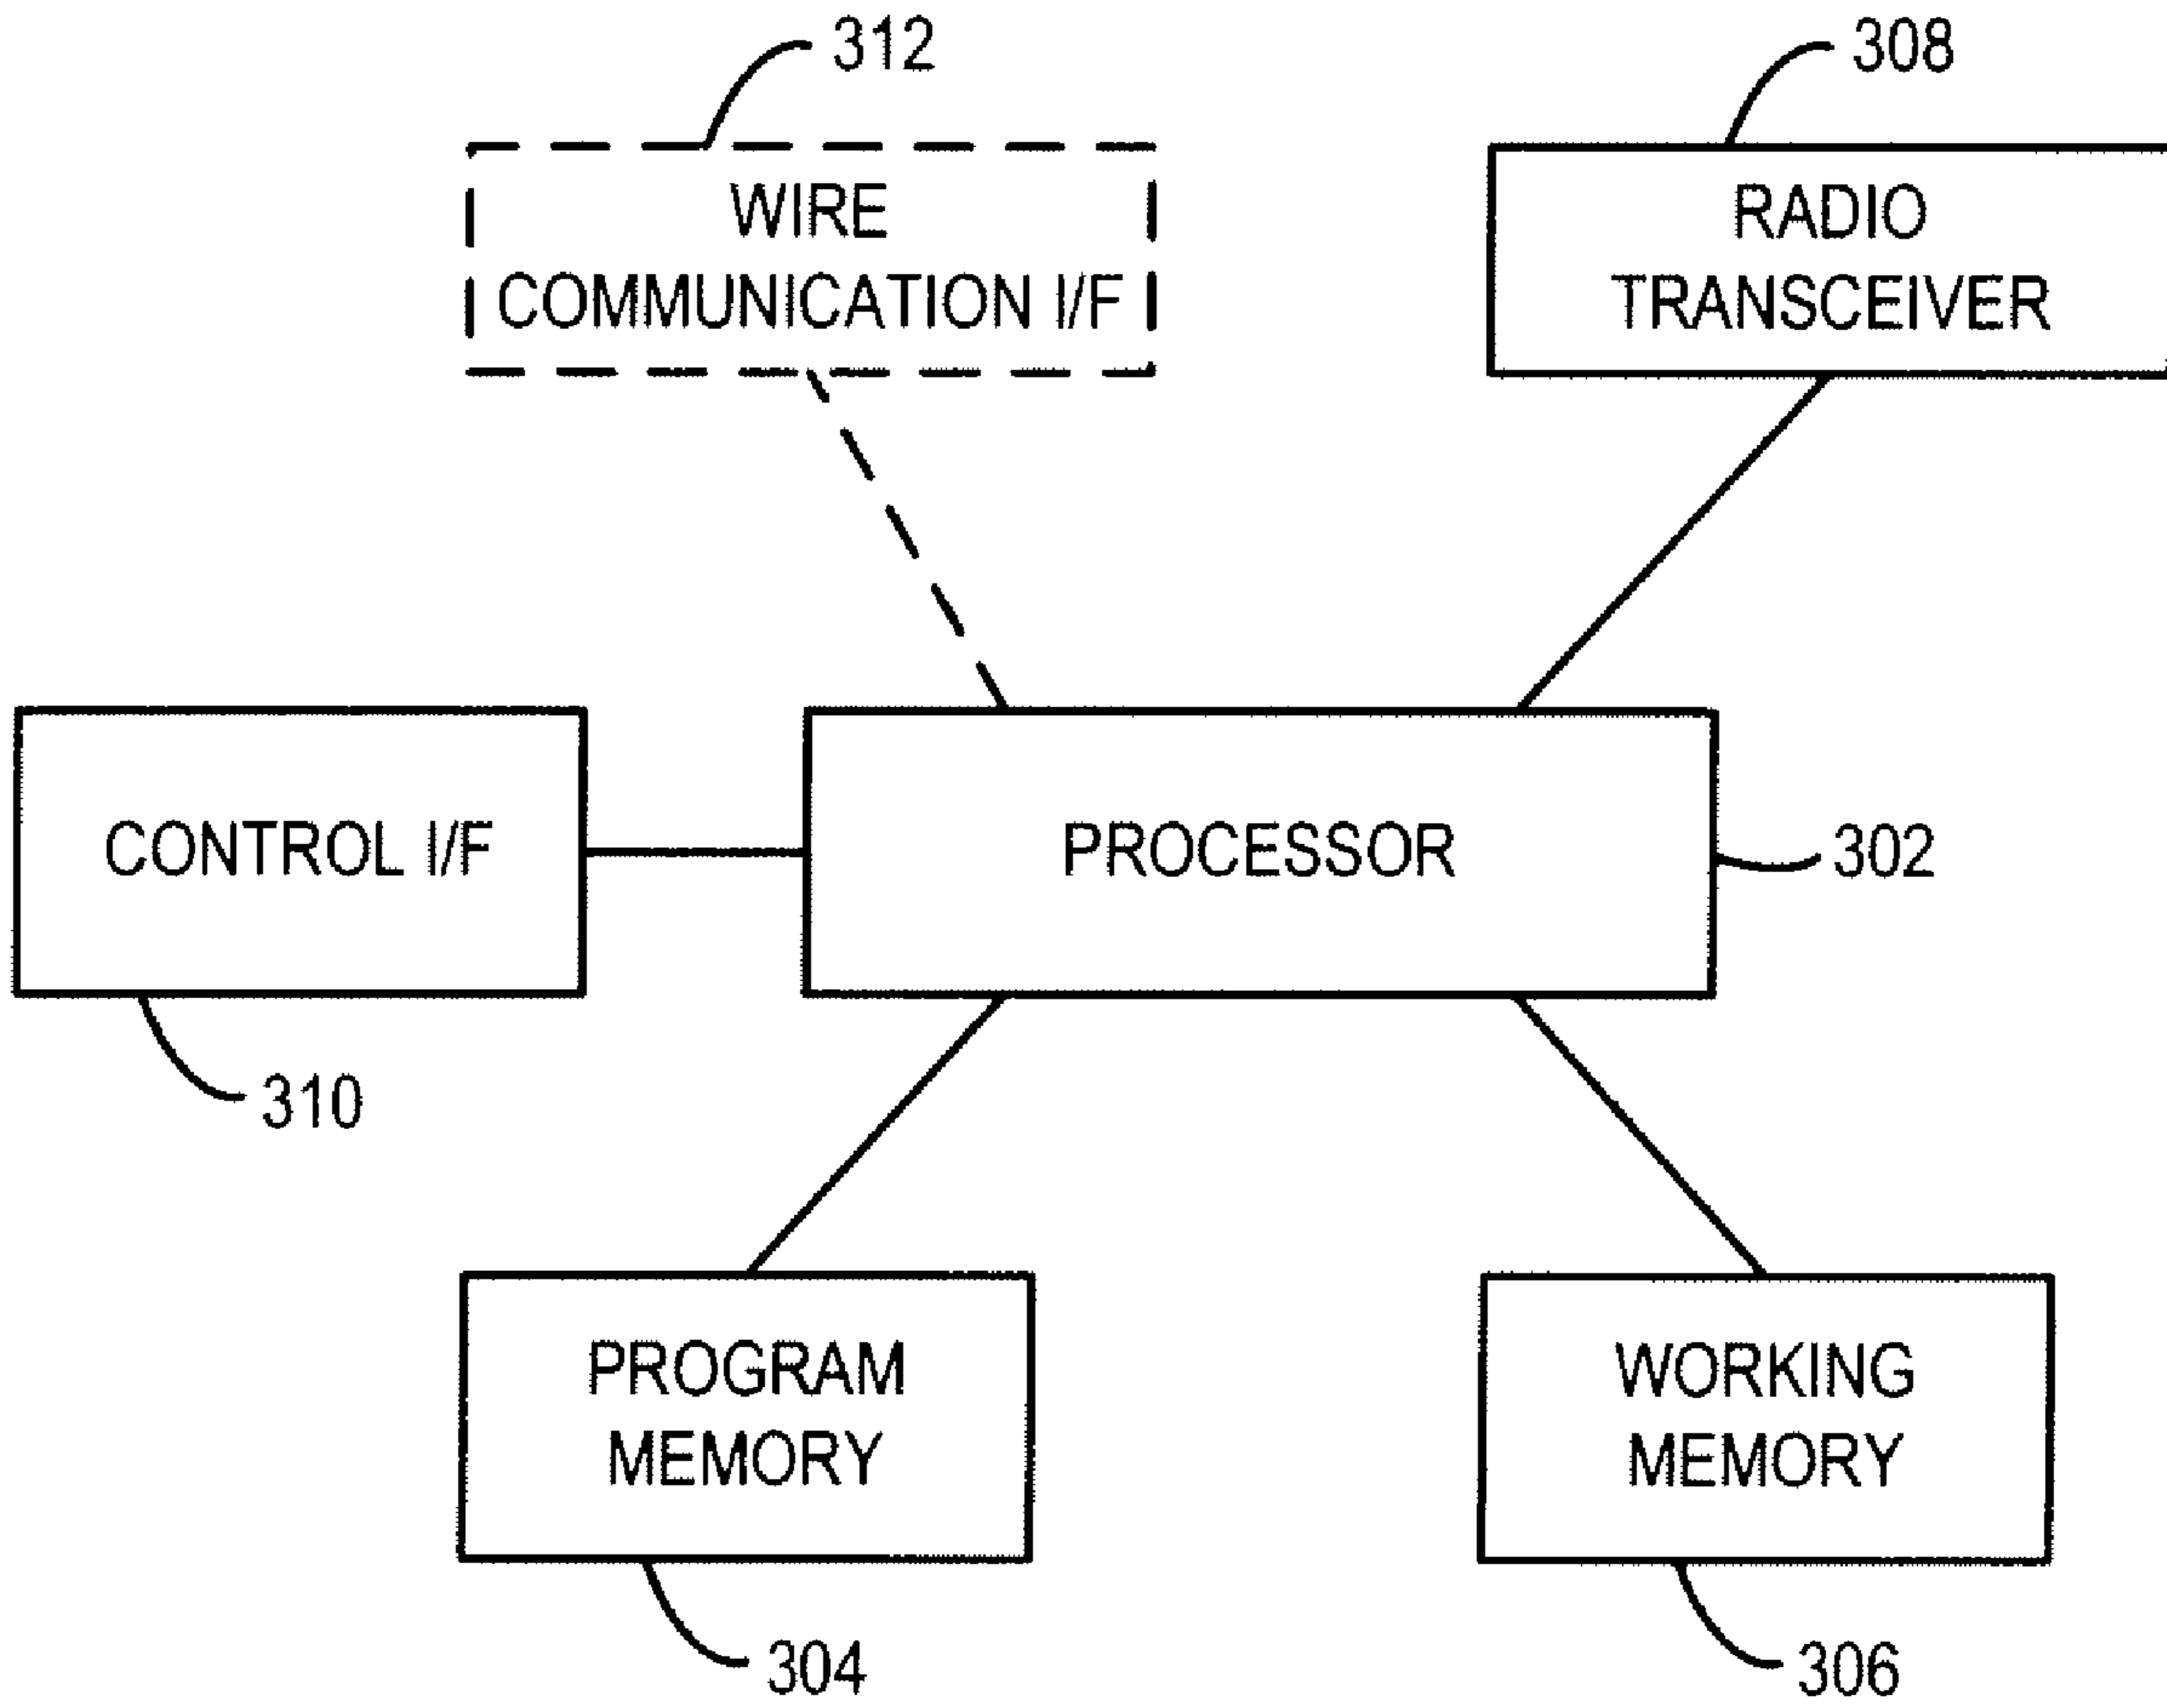 312
308
WIRE
COMMUNICATION I/F
RADIO
TRANSCEIVER
CONTROL I/F
PROCESSOR
302
310
PROGRAM
MEMORY
WORKING
MEMORY
304
306